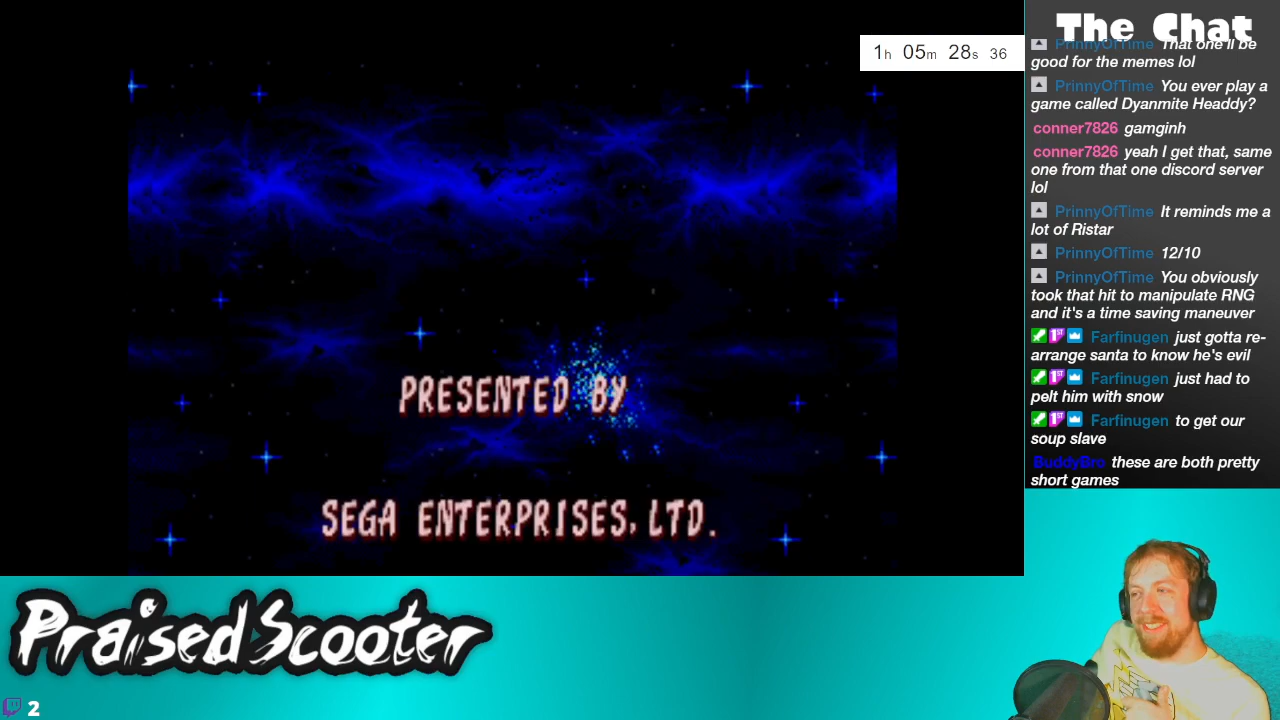 1h 05m 28s 36
PRESENTED BY
SEGA ENTERPRISES, LTD.
The Chat
PrinnyOfTime That one'll be
good for the memes lol
PrinnyOfTime You ever play a
game called Dyanmite Headdy?
conner7826 gamginh
conner7826 yeah I get that, same
one from that one discord server
lol
PrinnyOfTime It reminds me a
lot of Ristar
PrinnyOfTime 12/10
PrinnyOfTime You obviously
took that hit to manipulate RNG
and it's a time saving maneuver
1ST Farfinugen just gotta re-
arrange santa to know he's evil
1ST Farfinugen just had to
pelt him with snow
1ST Farfinugen to get our
soup slave
BuddyBro these are both pretty
short games
PraisedScooter
2